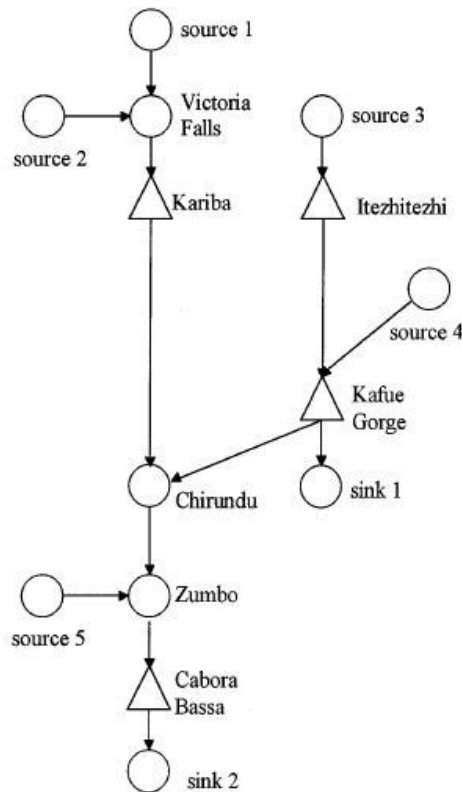 source 1
Victoria
Falls
source 3
source 2
Kariba
Itezhitezhi
source 4
Kafue
Gorge
Chirundu
sink 1
Zumbo
source 5
Cabora
Bassa
sink 2